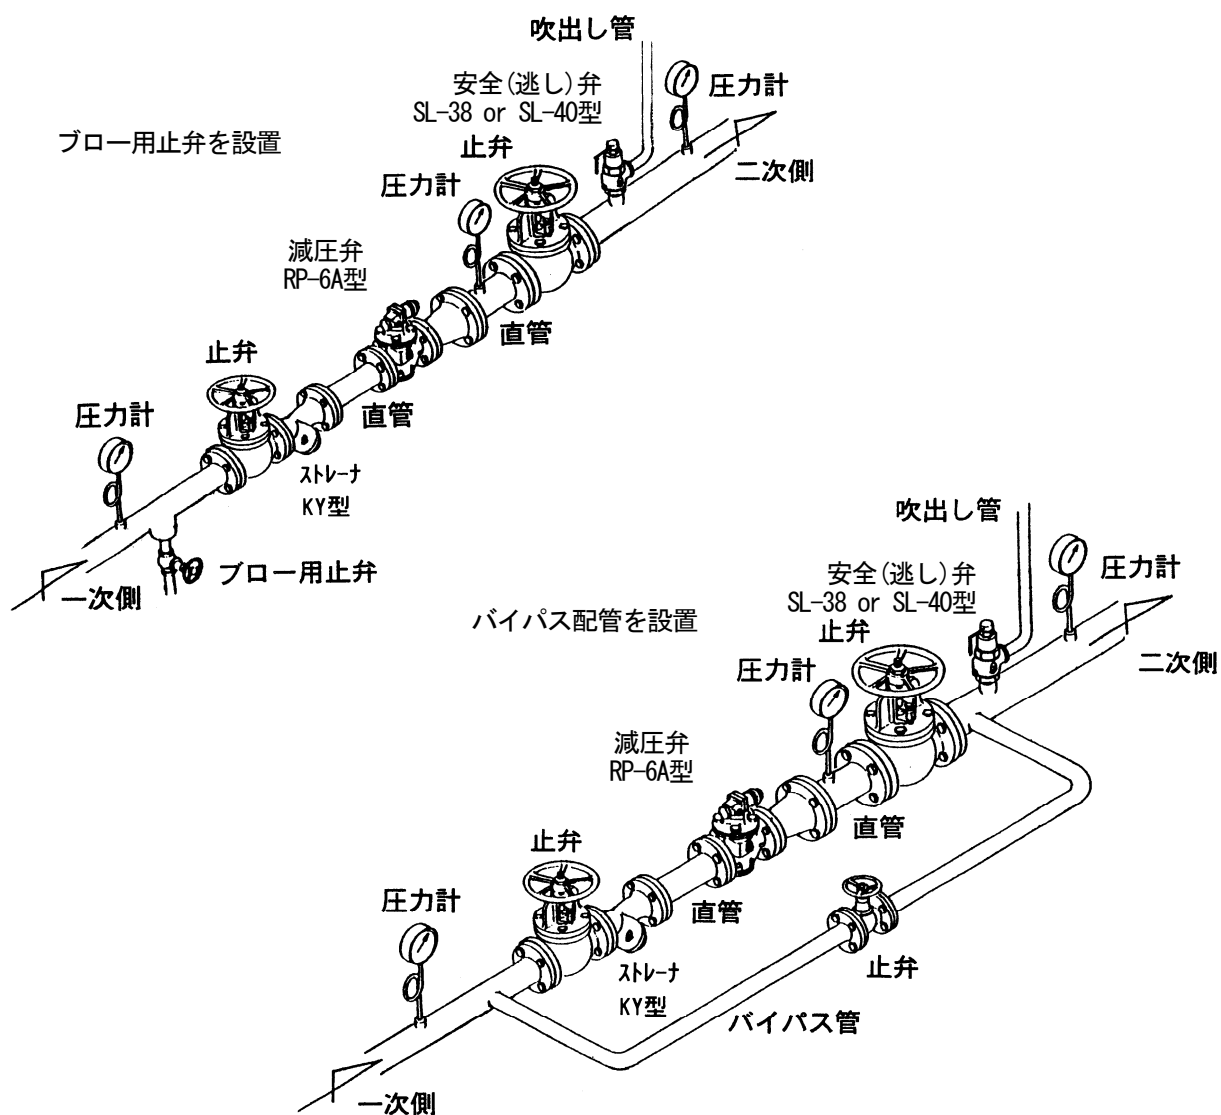 吹出し管
安全(逃し)弁
SL-38 or SL-40型
圧力計
ブロー用止弁を設置
止弁
二次側
圧力計
減圧弁
RP-6A型
直管
止弁
圧力計
直管
ストレーナ
KY型
ブロー用止弁
一次側
吹出し管
圧力計
安全(逃し)弁
SL-38 or SL-40型
バイパス配管を設置
止弁
二次側
圧力計
減圧弁
RP-6A型
直管
止弁
圧力計
直管
止弁
ストレーナ
KY型
バイパス管
一次側